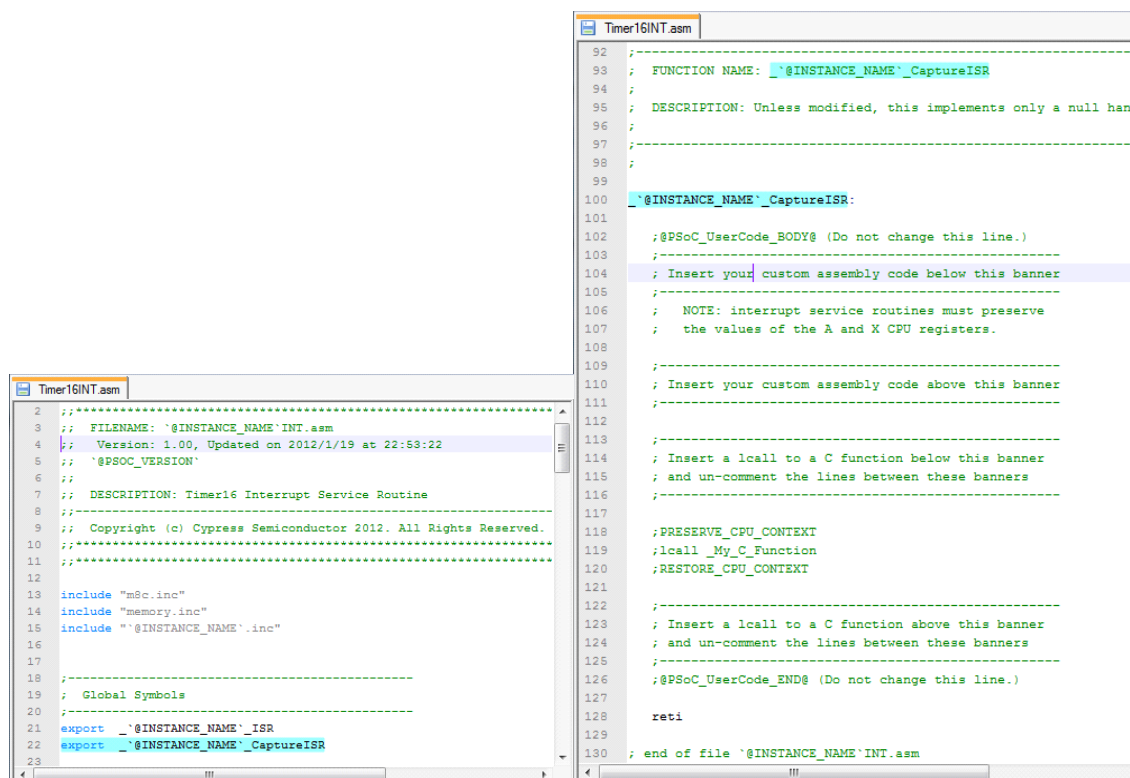 Timer16INT.asm
2 ;;******************************************************************
3 ;;  FILENAME: `@INSTANCE_NAME`INT.asm
4 ;;   Version: 1.00, Updated on 2012/1/19 at 22:53:22
5 ;;  `@PSOC_VERSION`
6 ;;
7 ;;  DESCRIPTION: Timer16 Interrupt Service Routine
8 ;;------------------------------------------------------------------
9 ;;  Copyright (c) Cypress Semiconductor 2012. All Rights Reserved.
10 ;;******************************************************************
11 ;;******************************************************************
12
13 include "m8c.inc"
14 include "memory.inc"
15 include "`@INSTANCE_NAME`.inc"
16
17
18 ;-----------------------------------------------
19 ;  Global Symbols
20 ;-----------------------------------------------
21 export  _`@INSTANCE_NAME`_ISR
22 export  _`@INSTANCE_NAME`_CaptureISR
23
Timer16INT.asm
92 ;-----------------------------------------------------------------
93 ;  FUNCTION NAME: _`@INSTANCE_NAME`_CaptureISR
94 ;
95 ;  DESCRIPTION: Unless modified, this implements only a null han
96 ;
97 ;-----------------------------------------------------------------
98 ;
99
100 _`@INSTANCE_NAME`_CaptureISR:
101
102    ;@PSoC_UserCode_BODY@ (Do not change this line.)
103    ;---------------------------------------------------
104    ; Insert your custom assembly code below this banner
105    ;---------------------------------------------------
106    ;   NOTE: interrupt service routines must preserve
107    ;   the values of the A and X CPU registers.
108
109    ;---------------------------------------------------
110    ; Insert your custom assembly code above this banner
111    ;---------------------------------------------------
112
113    ;---------------------------------------------------
114    ; Insert a lcall to a C function below this banner
115    ; and un-comment the lines between these banners
116    ;---------------------------------------------------
117
118    ;PRESERVE_CPU_CONTEXT
119    ;lcall _My_C_Function
120    ;RESTORE_CPU_CONTEXT
121
122    ;---------------------------------------------------
123    ; Insert a lcall to a C function above this banner
124    ; and un-comment the lines between these banners
125    ;---------------------------------------------------
126    ;@PSoC_UserCode_END@ (Do not change this line.)
127
128    reti
129
130 ; end of file `@INSTANCE_NAME`INT.asm